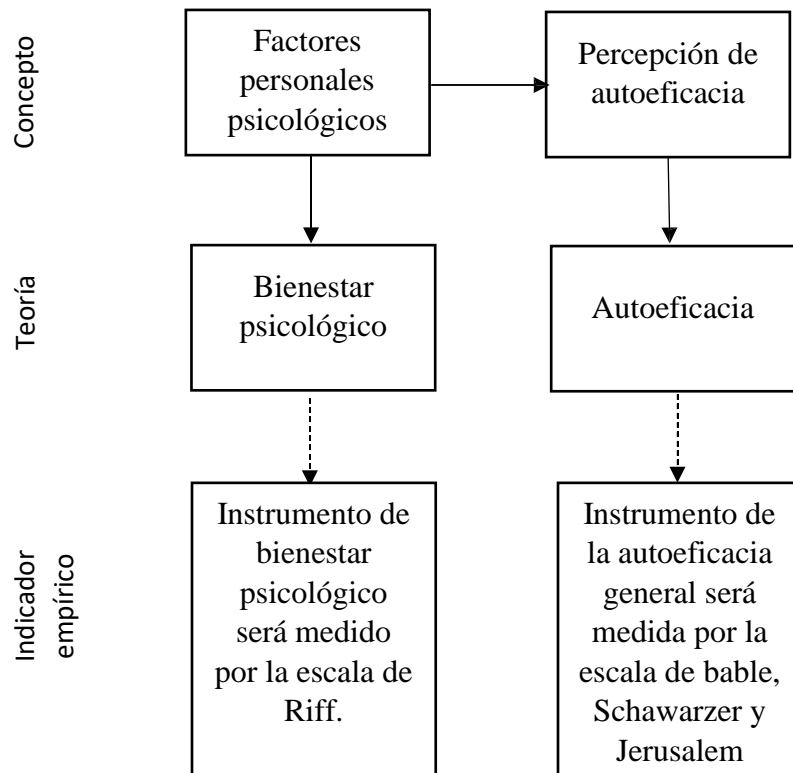 Concepto
Factores
personales
psicológicos
Percepción de
autoeficacia
Teoría
Bienestar
psicológico
Autoeficacia
Indicador
empírico
Instrumento de
bienestar
psicológico
será medido
por la escala de
Riff.
Instrumento de
la autoeficacia
general será
medida por la
escala de bable,
Schawarzer y
Jerusalem